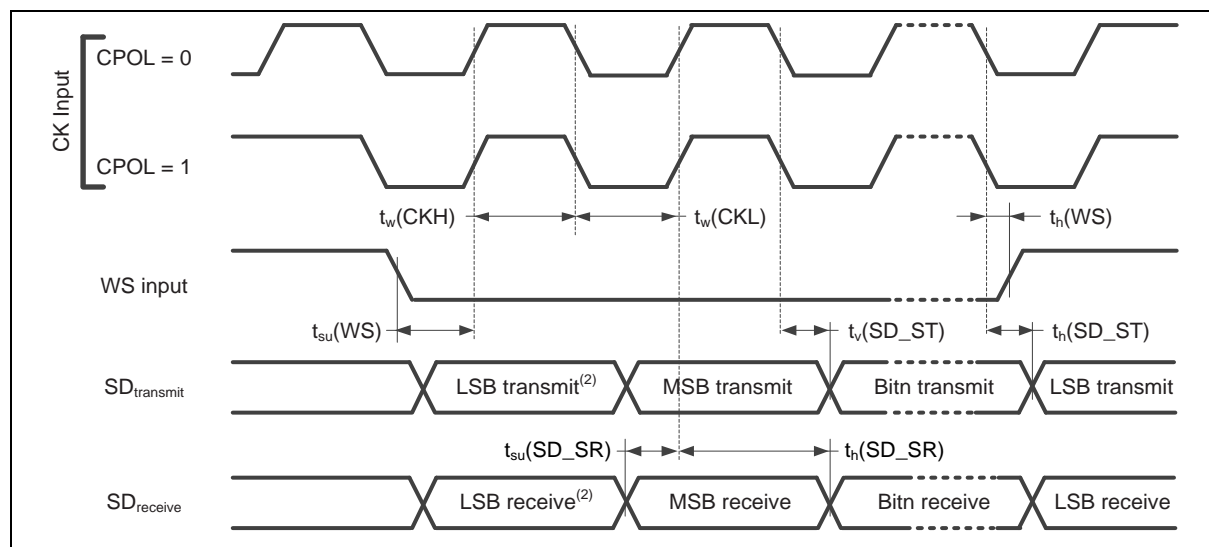 CK Input
CPOL = 0
CPOL = 1
tw(CKH)
tw(CKL)
th(WS)
WS input
tsu(WS)
tv(SD_ST)
th(SD_ST)
SDtransmit
LSB transmit(2)
MSB transmit
Bitn transmit
LSB transmit
tsu(SD_SR)
th(SD_SR)
SDreceive
LSB receive(2)
MSB receive
Bitn receive
LSB receive